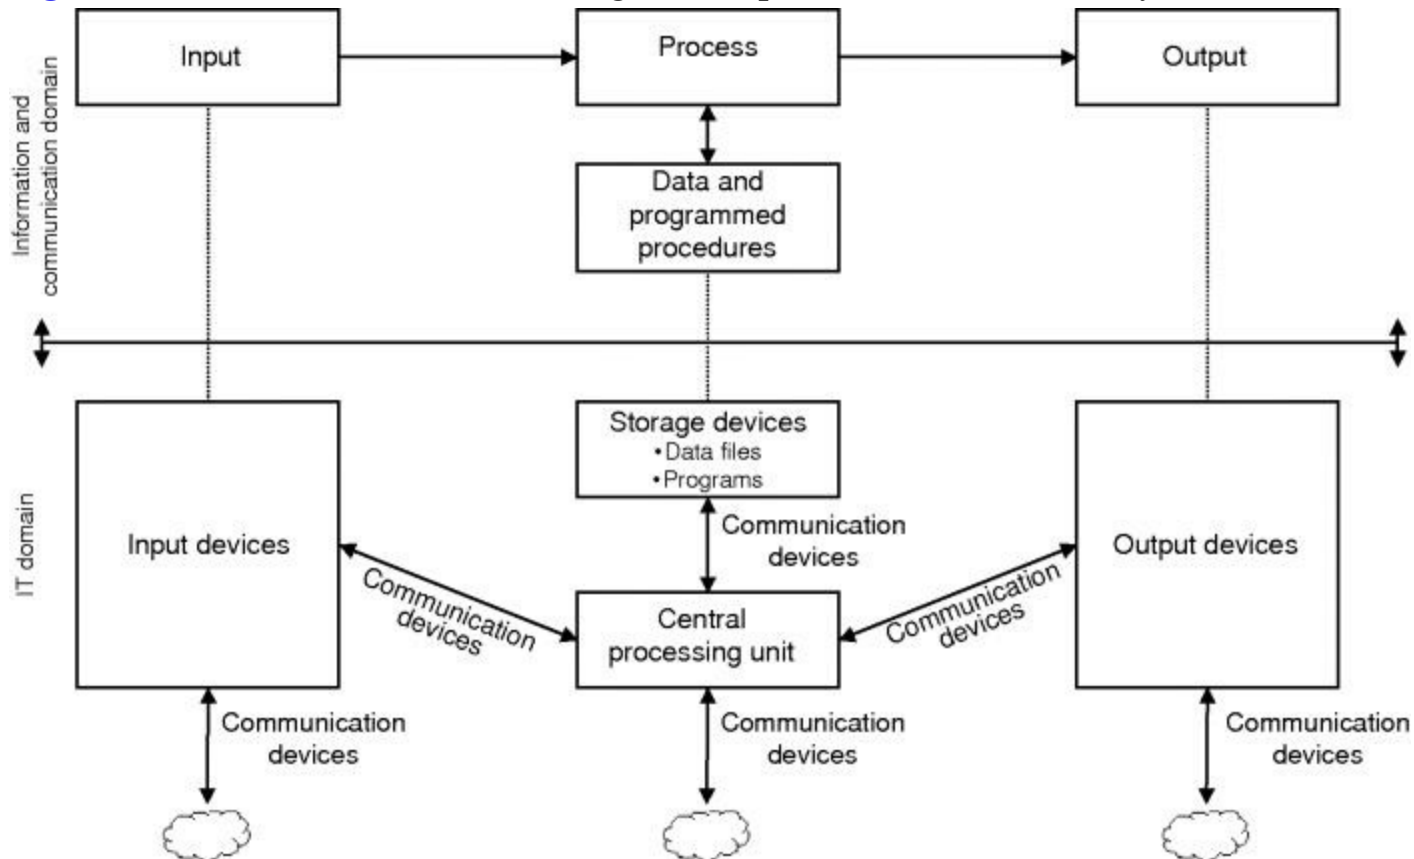 Input
Process
Output
Information and
communication domain
Data and
programmed
procedures
Storage devices
•Data files
•Programs
Communication
devices
Input devices
Output devices
IT domain
Communication
devices
Communication
devices
Central
processing unit
Communication
devices
Communication
devices
Communication
devices